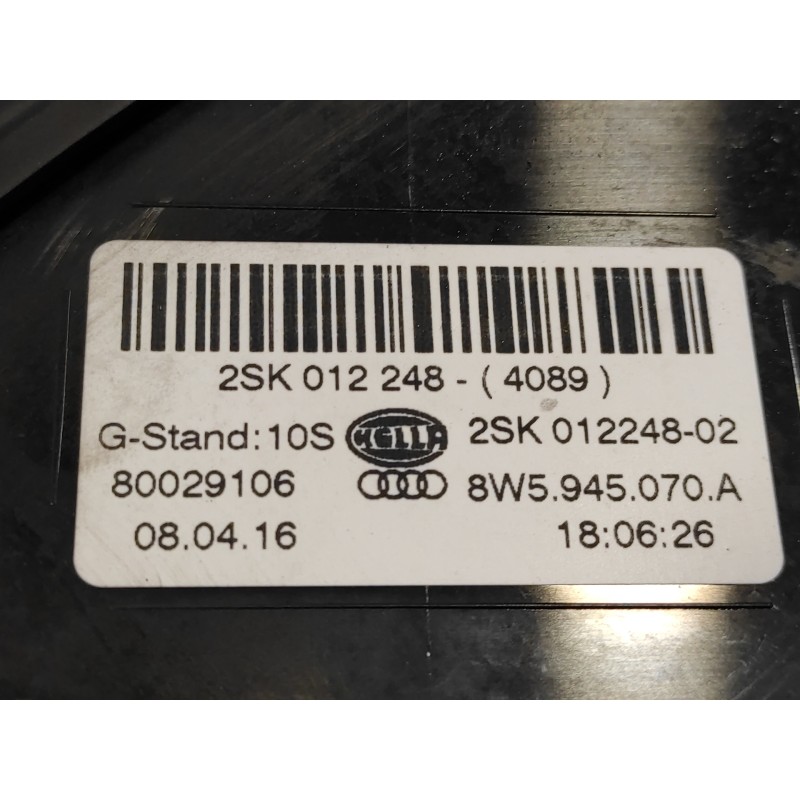 2SK 012 248 - ( 4089 )
G-Stand: 10S HELLA 2SK 012248-02
80029106 8W5.945.070.A
08.04.16 18:06:26